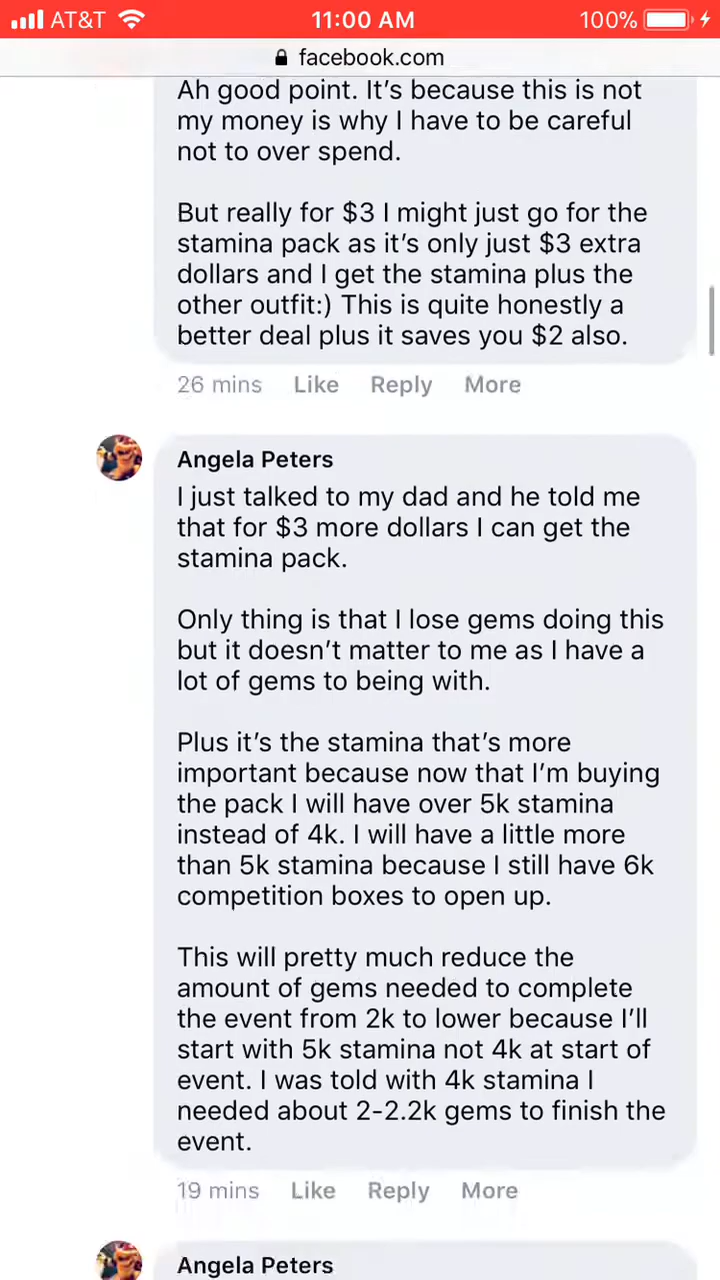 AT&T 11:00 AM 100%
facebook.com
Ah good point. It's because this is not
my money is why I have to be careful
not to over spend.
But really for $3 I might just go for the
stamina pack as it's only just $3 extra
dollars and I get the stamina plus the
other outfit:) This is quite honestly a
better deal plus it saves you $2 also.
26 mins Like Reply More
Angela Peters
I just talked to my dad and he told me
that for $3 more dollars I can get the
stamina pack.
Only thing is that I lose gems doing this
but it doesn't matter to me as I have a
lot of gems to being with.
Plus it's the stamina that's more
important because now that I'm buying
the pack I will have over 5k stamina
instead of 4k. I will have a little more
than 5k stamina because I still have 6k
competition boxes to open up.
This will pretty much reduce the
amount of gems needed to complete
the event from 2k to lower because I'll
start with 5k stamina not 4k at start of
event. I was told with 4k stamina I
needed about 2-2.2k gems to finish the
event.
19 mins Like Reply More
Angela Peters